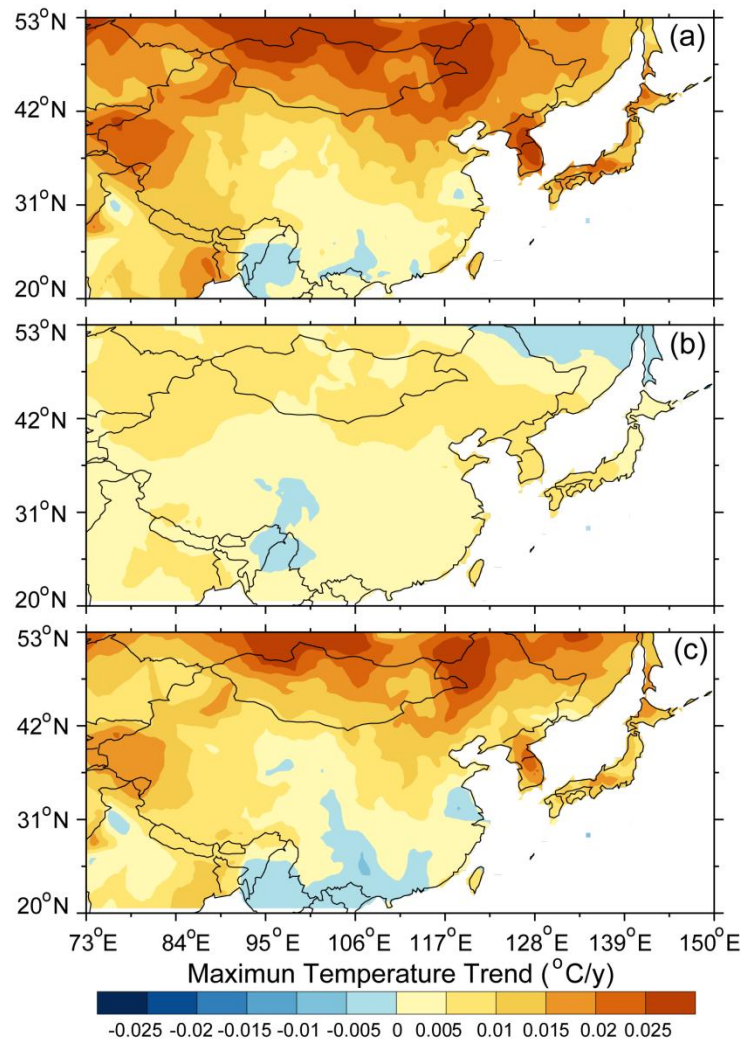 53°N
(a)
42°N
31°N
20°N
53°N
(b)
42°N
31°N
20°N
53°N
(c)
42°N
31°N
20°N
73°E 84°E 95°E 106°E 117°E 128°E 139°E 150°E
Maximun Temperature Trend (°C/y)
-0.025 -0.02 -0.015 -0.01 -0.005 0 0.005 0.01 0.015 0.02 0.025